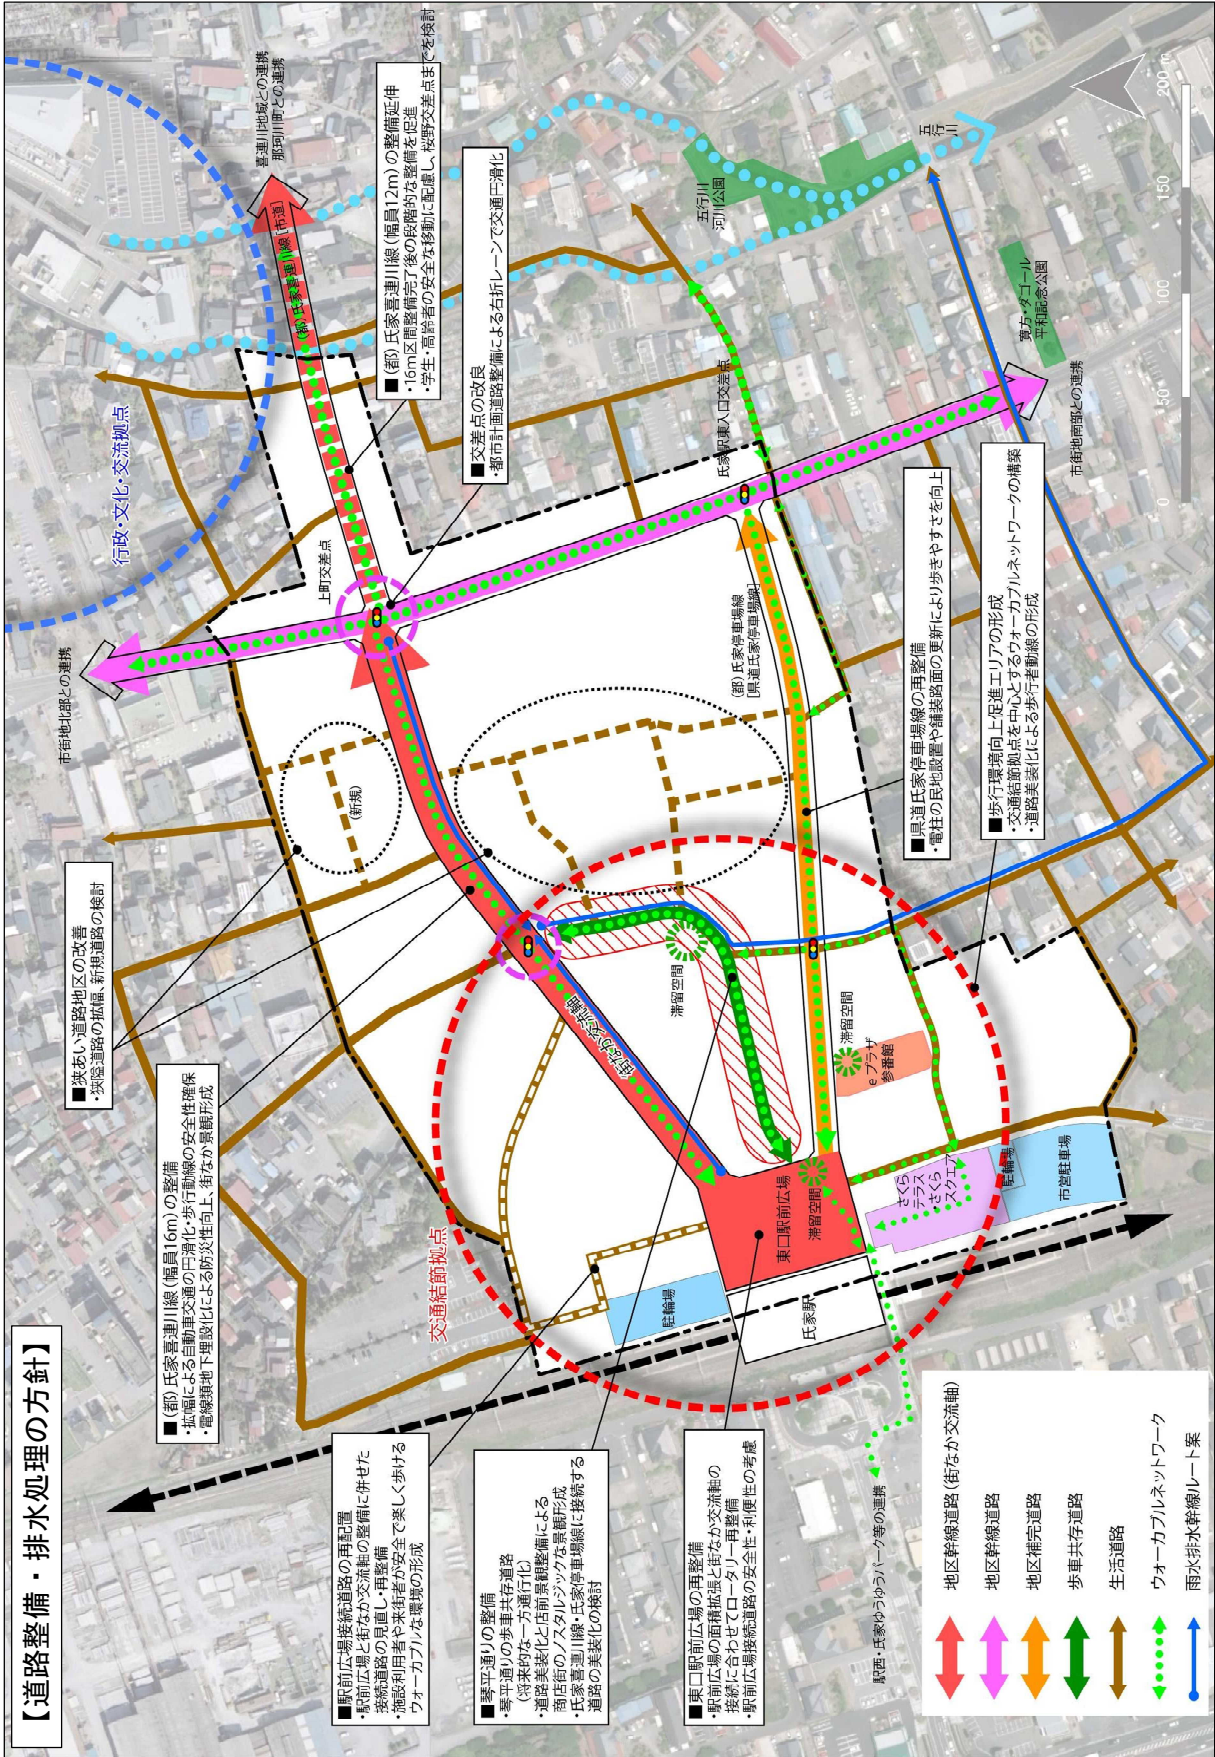 【道路整備・排水処理の方針】
■駅前広場接続道路の再配置
・駅前広場と街なか交流軸の整備に併せた
接続道路の見直し・再整備
・施設利用者や来街者が安全で楽しく歩ける
ウォーカブルな環境の形成
■琴平通りの整備
・琴平通りの歩車共存道路
(将来的な一方通行化)
・道路美装化と店前景観整備による
商店街のノスタルジックな景観形成
・氏家喜連川線・氏家停車場線に接続する
道路の美装化の検討
■東口駅前広場の再整備
・駅前広場の面積拡張と街なか交流軸の
接続に合わせてロータリー再整備
・駅前広場接続道路の安全性・利便性の考慮
■(都)氏家喜連川線(幅員16m)の整備
・拡幅による自動車交通の円滑化・歩行動線の安全性確保
・電線類地下埋設化による防災性向上、街なか景観形成
■狭あい道路地区の改善
・狭隘道路の拡幅、新規道路の検討
■(都)氏家喜連川線(幅員12m)の整備延伸
・16m区間整備完了後の段階的な整備を促進
・学生・高齢者の安全な移動に配慮し、桜野交差点までを検討
■交差点の改良
・都市計画道路整備による右折レーンで交通円滑化
■県道氏家停車場線の再整備
・電柱の民地設置や舗装路面の更新により歩きやすさを向上
■歩行環境向上促進エリアの形成
・交通結節拠点を中心とするウォーカブルネットワークの構築
・道路美装化による歩行者動線の形成
行政・文化・交流拠点
交通結節拠点
市街地北部との連携
喜連川地域との連携
那珂川町との連携
(都)氏家喜連川線[市道]
上町交差点
(新規)
街なか交流軸
滞留空間
滞留空間
滞留空間
eプラザ
参番館
東口駅前広場
氏家駅
駐輪場
さくら
テラス
・さくら
スクエア
駐輪場
市営駐車場
(都)氏家停車場線
[県道氏家停車場線]
氏家駅東入口交差点
五行川
河川公園
五行
川
寛方・タゴール
平和記念公園
市街地南部との連携
駅西・氏家ゆうゆうパーク等の連携
0
50
100
150
200 m
地区幹線道路(街なか交流軸)
地区幹線道路
地区補完道路
歩車共存道路
生活道路
ウォーカブルネットワーク
雨水排水幹線ルート案